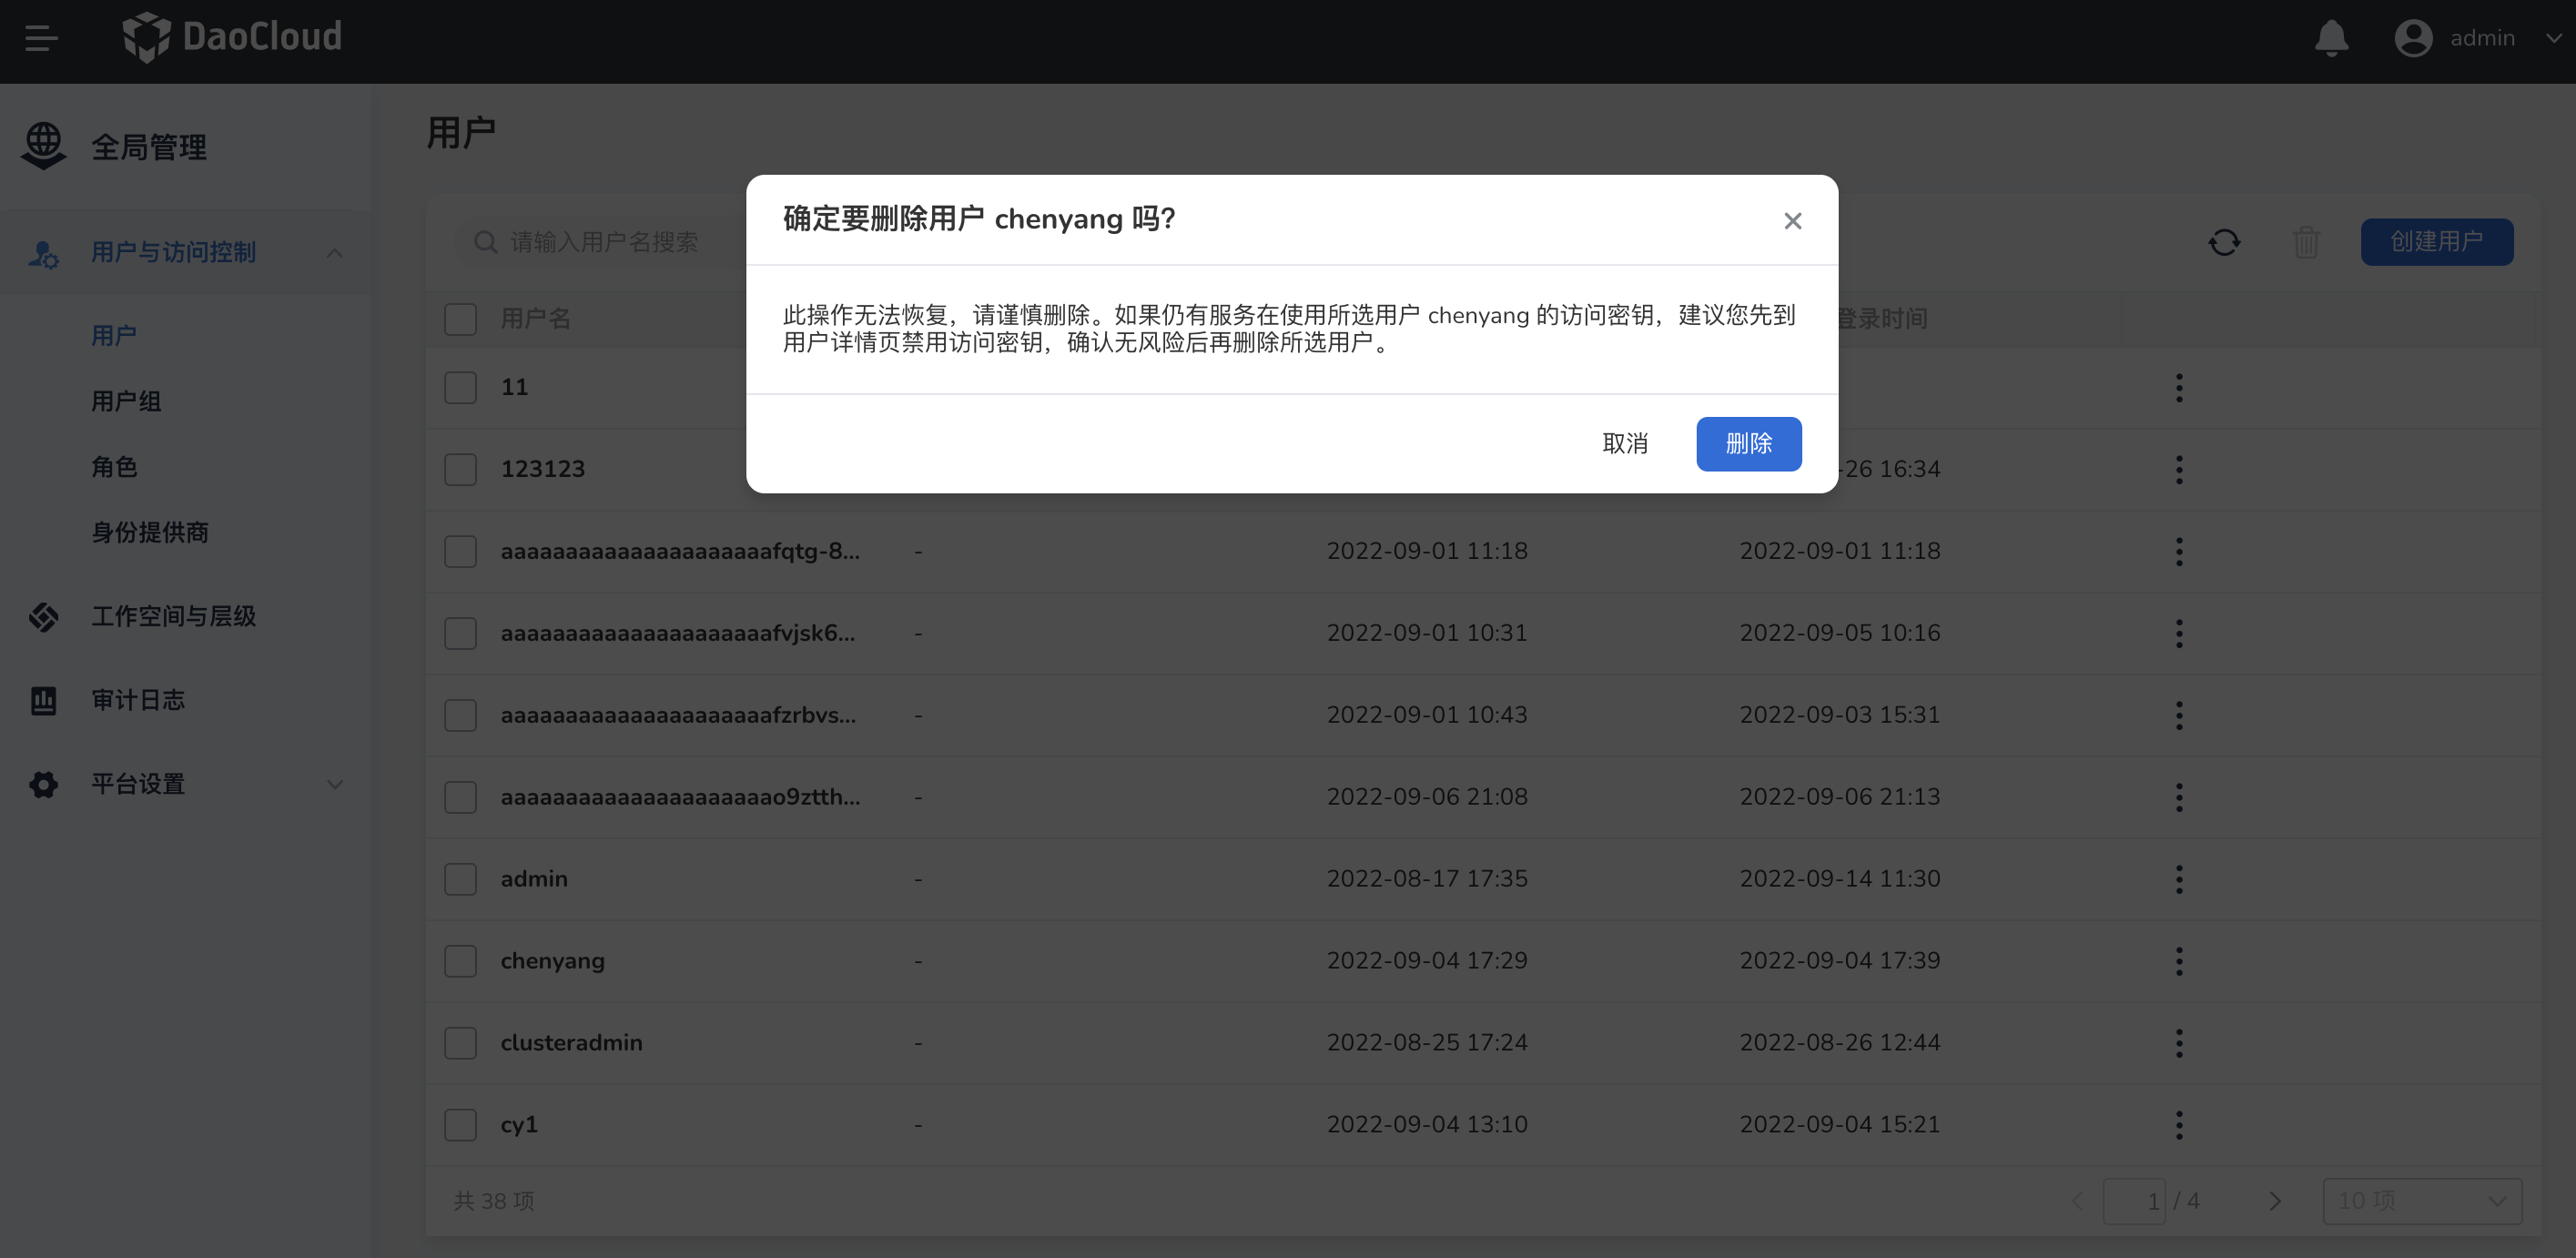 DaoCloud
admin
全局管理
用户与访问控制
用户
用户组
角色
身份提供商
工作空间与层级
审计日志
平台设置
用户
请输入用户名搜索
创建用户
确定要删除用户 chenyang 吗?
此操作无法恢复，请谨慎删除。如果仍有服务在使用所选用户 chenyang 的访问密钥，建议您先到
用户详情页禁用访问密钥，确认无风险后再删除所选用户。
取消 删除
用户名 登录时间
11
123123 -26 16:34
aaaaaaaaaaaaaaaaaaaaafqtg-8... - 2022-09-01 11:18 2022-09-01 11:18
aaaaaaaaaaaaaaaaaaaaafvjsk6... - 2022-09-01 10:31 2022-09-05 10:16
aaaaaaaaaaaaaaaaaaaaafzrbvs... - 2022-09-01 10:43 2022-09-03 15:31
aaaaaaaaaaaaaaaaaaaaao9ztth... - 2022-09-06 21:08 2022-09-06 21:13
admin - 2022-08-17 17:35 2022-09-14 11:30
chenyang - 2022-09-04 17:29 2022-09-04 17:39
clusteradmin - 2022-08-25 17:24 2022-08-26 12:44
cy1 - 2022-09-04 13:10 2022-09-04 15:21
共 38 项 1 / 4 10 项